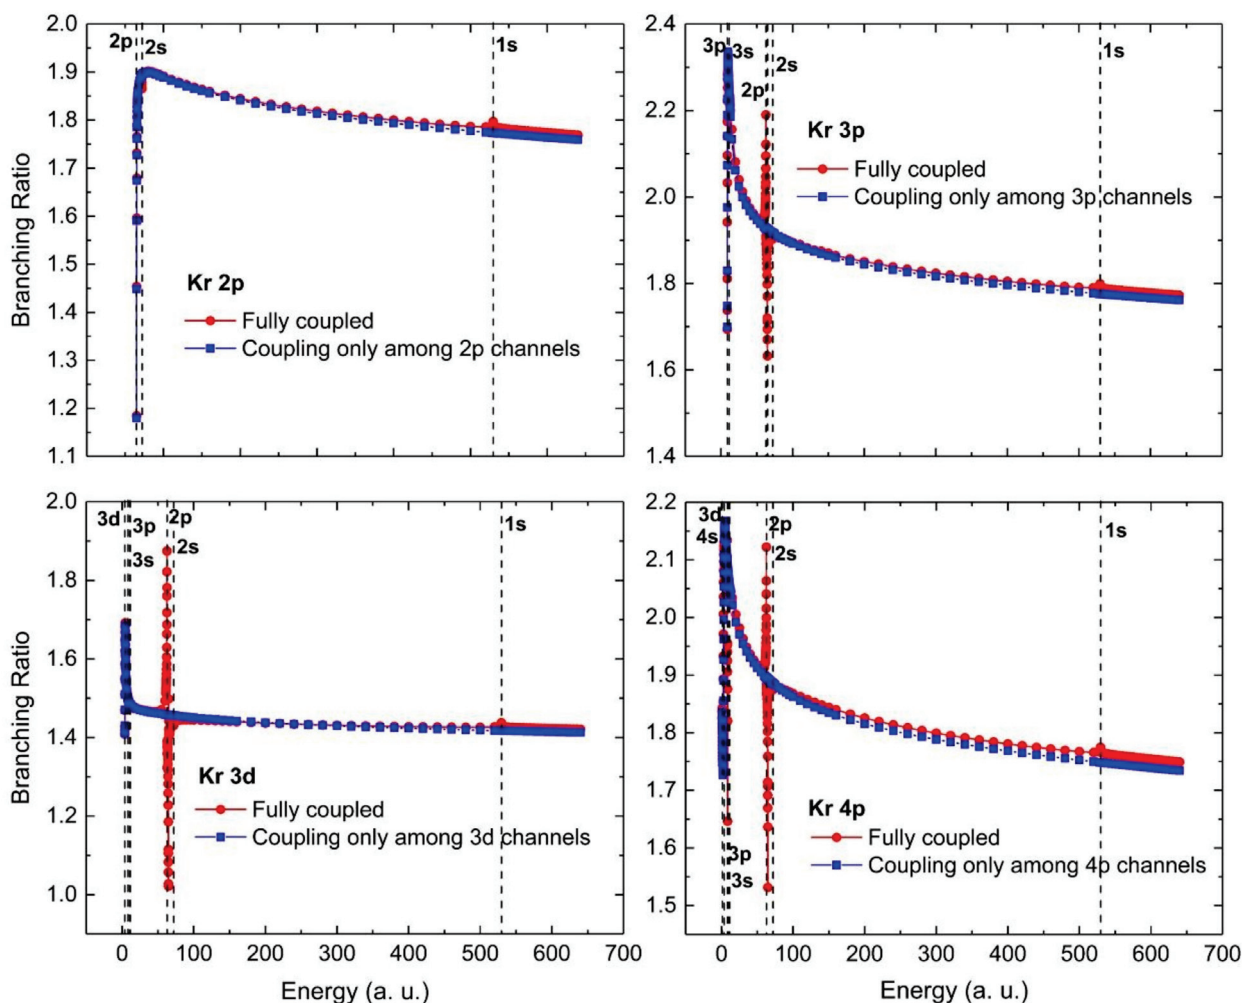 2.0
1.9
1.8
1.7
1.6
1.5
1.4
1.3
1.2
1.1
Branching Ratio
2p
2s
1s
Kr 2p
Fully coupled
Coupling only among 2p channels
2.4
2.2
2.0
1.8
1.6
1.4
3p
3s
2p
2s
1s
Kr 3p
Fully coupled
Coupling only among 3p channels
2.0
1.8
1.6
1.4
1.2
1.0
Branching Ratio
3d
3p
3s
2p
2s
1s
Kr 3d
Fully coupled
Coupling only among 3d channels
0 100 200 300 400 500 600 700
Energy (a. u.)
2.2
2.1
2.0
1.9
1.8
1.7
1.6
1.5
3d
4s
2p
2s
1s
3p
3s
Kr 4p
Fully coupled
Coupling only among 4p channels
0 100 200 300 400 500 600 700
Energy (a. u.)